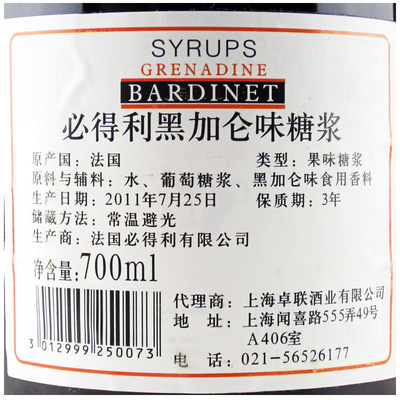 SYRUPS
GRENADINE
BARDINET
必得利黑加仑味糖浆
原产国：法国 类型：果味糖浆
原料与辅料：水、葡萄糖浆、黑加仑味食用香料
生产日期：2011年7月25日 保质期：3年
储藏方法：常温避光
生产商：法国必得利有限公司
净含量:700ml
代理商：上海卓联酒业有限公司
地 址：上海闻喜路555弄49号
A406室
电 话：021-56526177
3 012999 250073